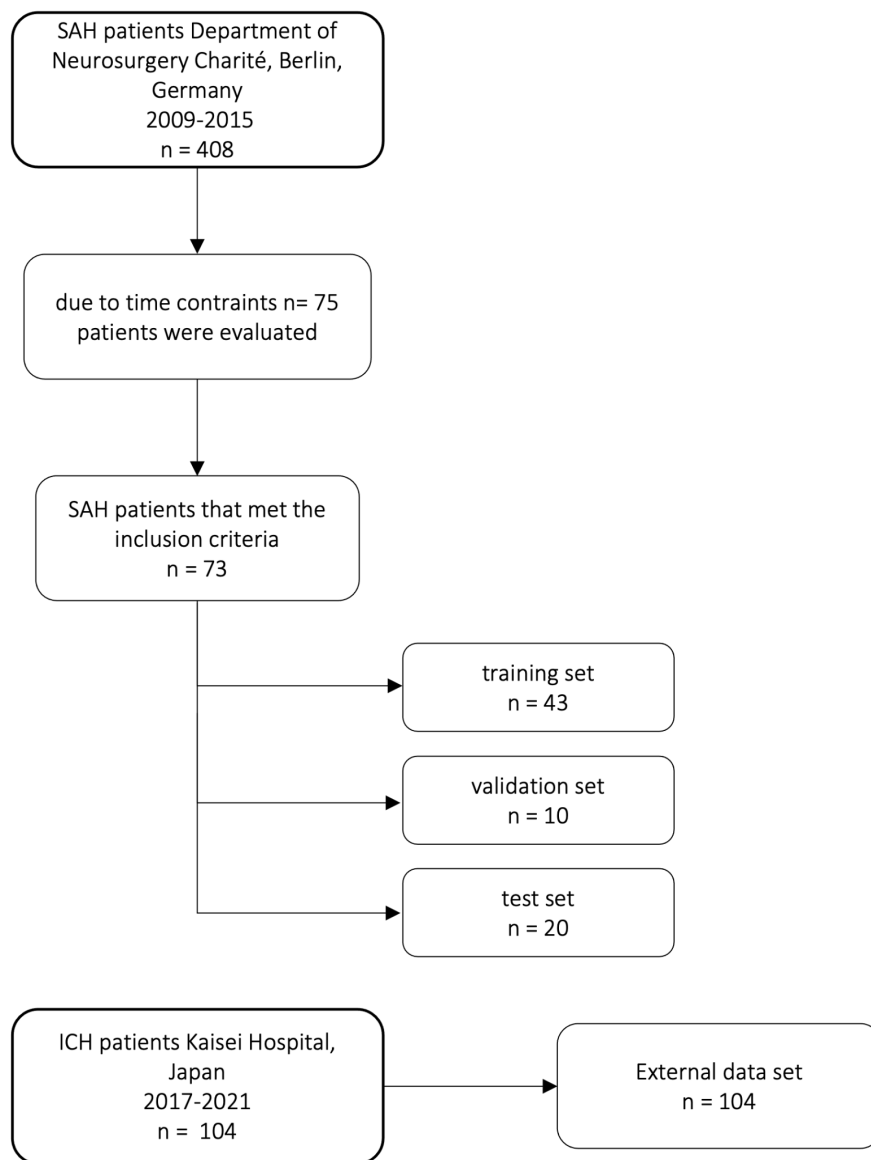 SAH patients Department of
Neurosurgery Charité, Berlin,
Germany
2009-2015
n = 408
due to time contraints n= 75
patients were evaluated
SAH patients that met the
inclusion criteria
n = 73
training set
n = 43
validation set
n = 10
test set
n = 20
ICH patients Kaisei Hospital,
Japan
2017-2021
n = 104
External data set
n = 104